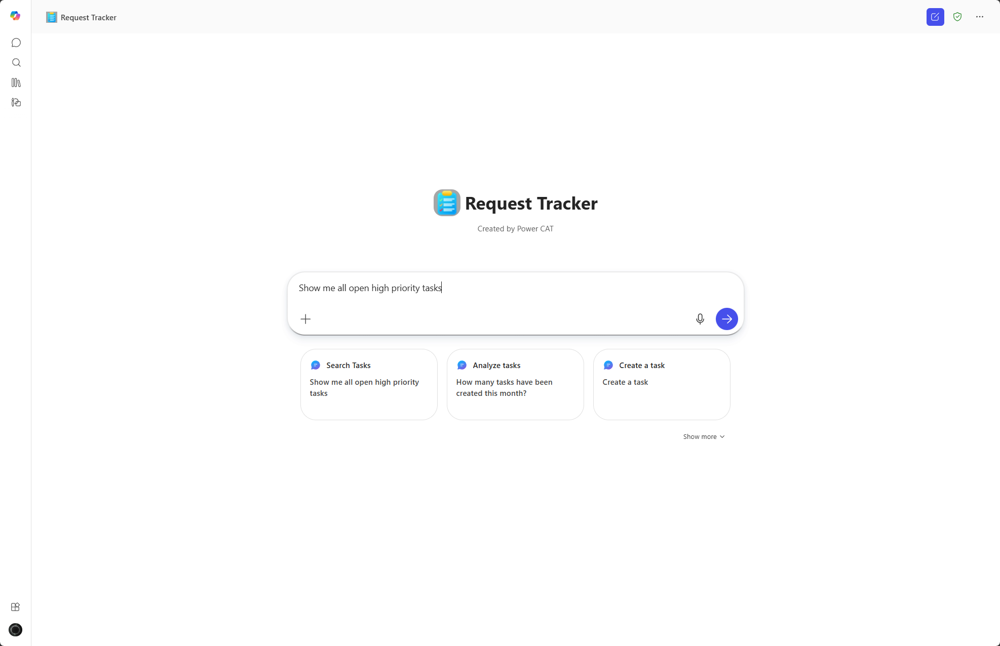 Request Tracker
Request Tracker
Created by Power CAT
Show me all open high priority tasks
Search Tasks
Show me all open high priority
tasks
Analyze tasks
How many tasks have been
created this month?
Create a task
Create a task
Show more